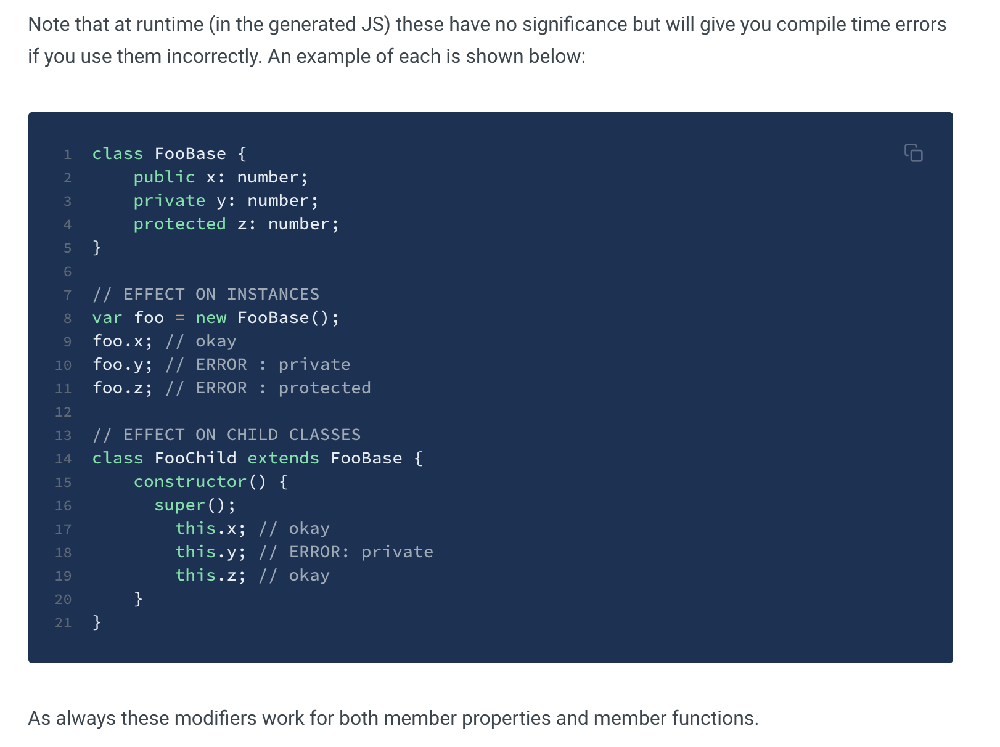 Note that at runtime (in the generated JS) these have no significance but will give you compile time errors
if you use them incorrectly. An example of each is shown below:
1 class FooBase {
2     public x: number;
3     private y: number;
4     protected z: number;
5 }
6
7 // EFFECT ON INSTANCES
8 var foo = new FooBase();
9 foo.x; // okay
10 foo.y; // ERROR : private
11 foo.z; // ERROR : protected
12
13 // EFFECT ON CHILD CLASSES
14 class FooChild extends FooBase {
15     constructor() {
16       super();
17         this.x; // okay
18         this.y; // ERROR: private
19         this.z; // okay
20     }
21 }
As always these modifiers work for both member properties and member functions.